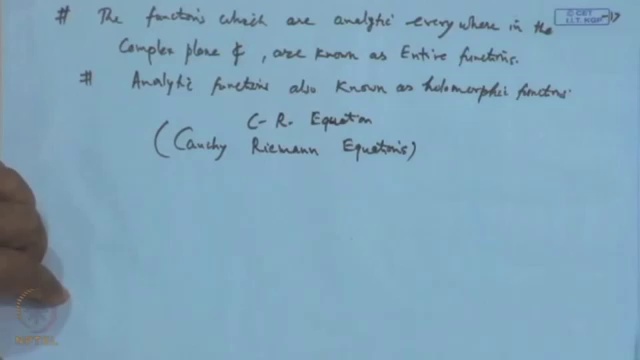 # The functions which are analytic everywhere in the
Complex plane ₵, are known as Entire functions.
# Analytic functions also known as holomorphic functions.
C-R. Equation
(Cauchy Riemann Equations)
© CET
I.I.T. KGP
NPTEL